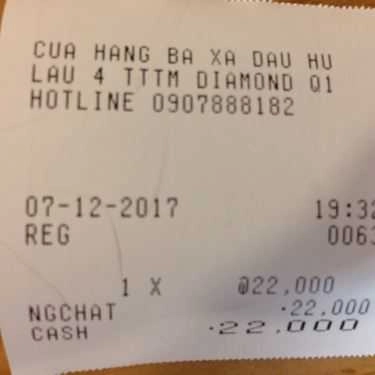 CUA HANG BA XA DAU HU
LAU 4 TTTM DIAMOND Q1
HOTLINE 0907888182
07-12-2017 19:32
REG 0063
1 X @22,000
NGCHAT ·22,000
CASH ·22,000